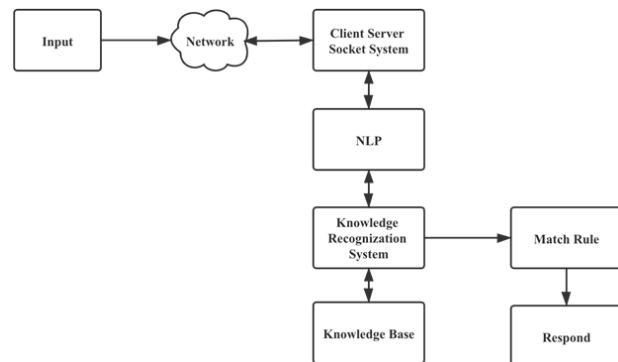 Input
Network
Client Server
Socket System
NLP
Knowledge
Recognization
System
Match Rule
Knowledge Base
Respond